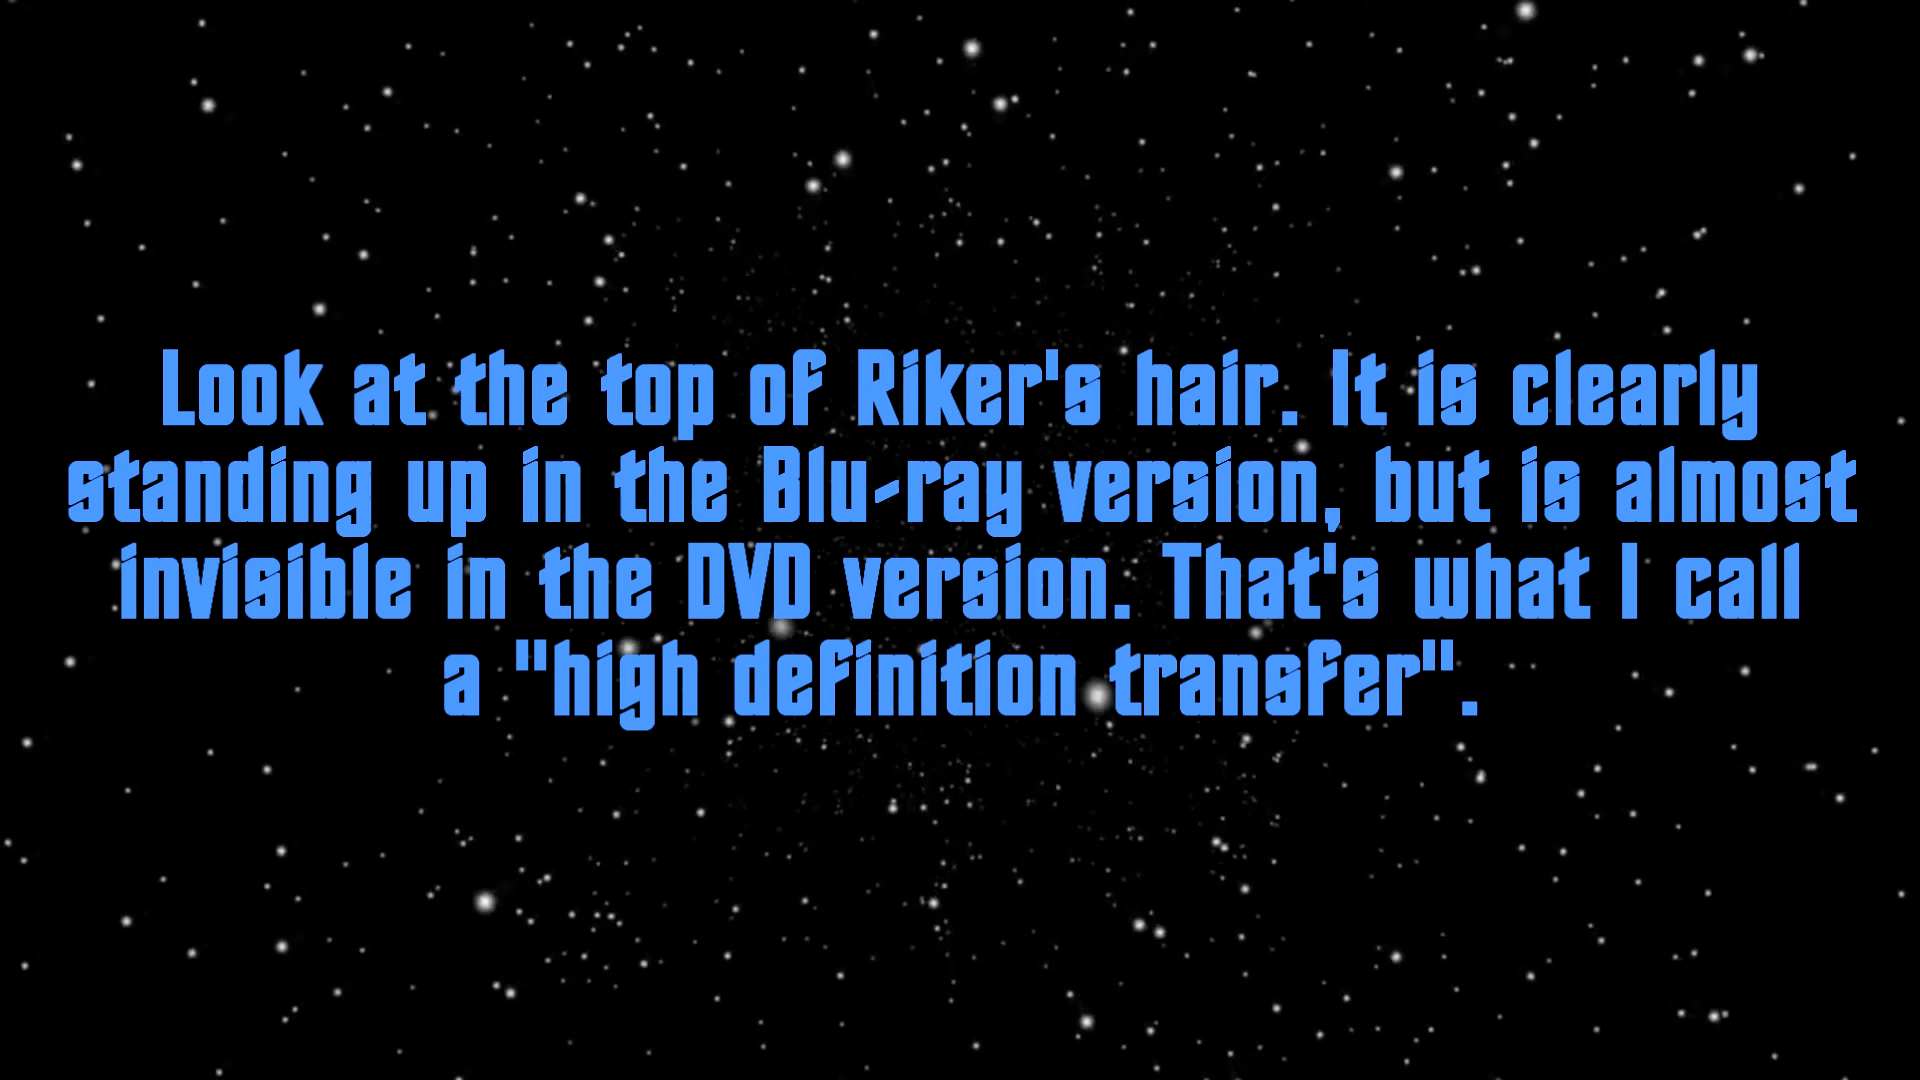 Look at the top of Riker's hair. It is clearly
standing up in the Blu-ray version, but is almost
invisible in the DVD version. That's what I call
a "high definition transfer".